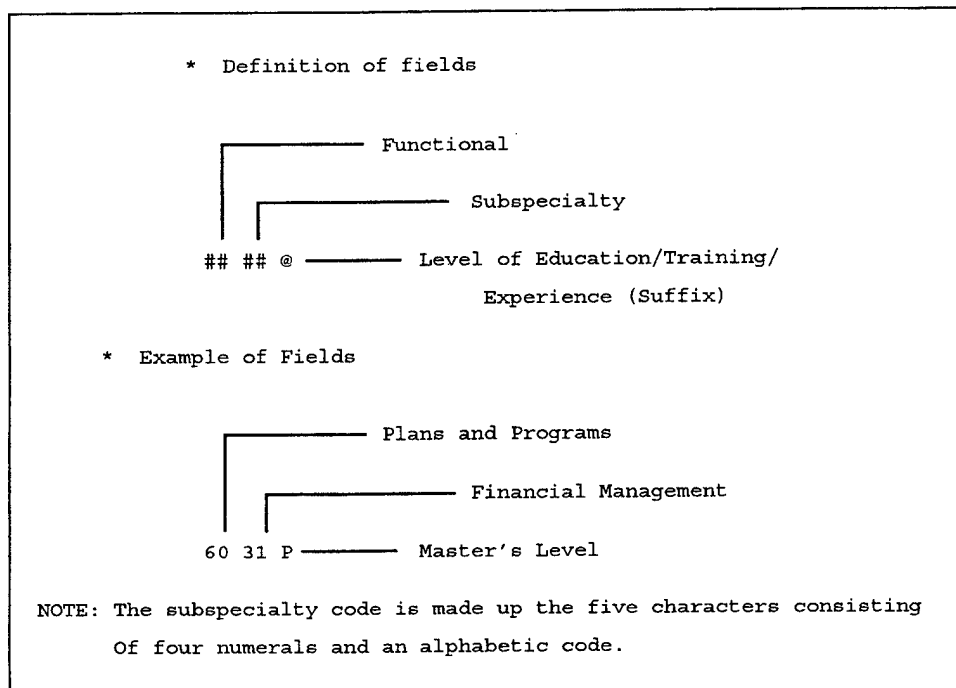 * Definition of fields
Functional
Subspecialty
## ## @ Level of Education/Training/
Experience (Suffix)
* Example of Fields
Plans and Programs
Financial Management
60 31 P Master's Level
NOTE: The subspecialty code is made up the five characters consisting
Of four numerals and an alphabetic code.